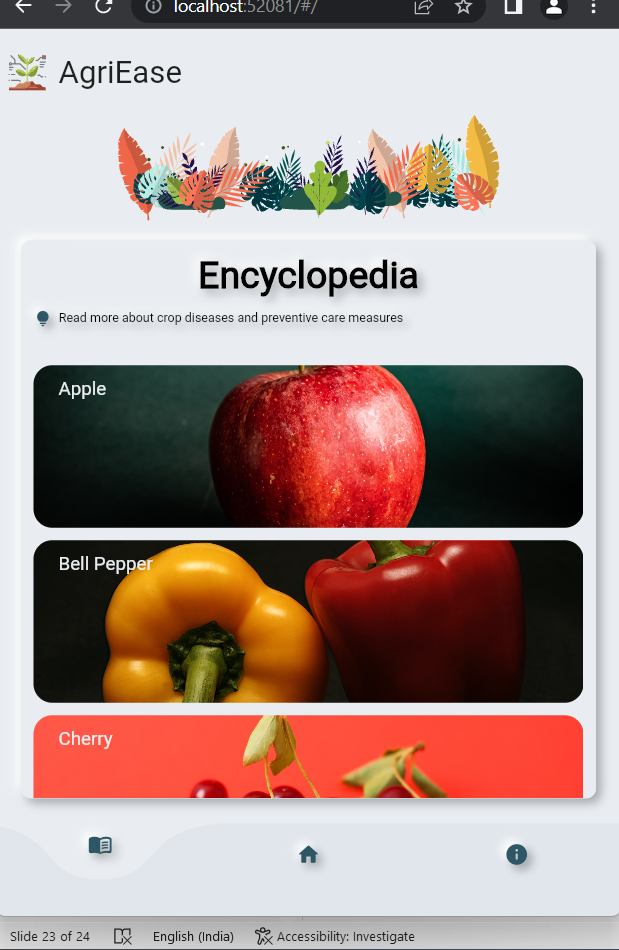 localhost:52081/#/
AgriEase
Encyclopedia
Read more about crop diseases and preventive care measures
Apple
Bell Pepper
Cherry
Slide 23 of 24 English (India) Accessibility: Investigate